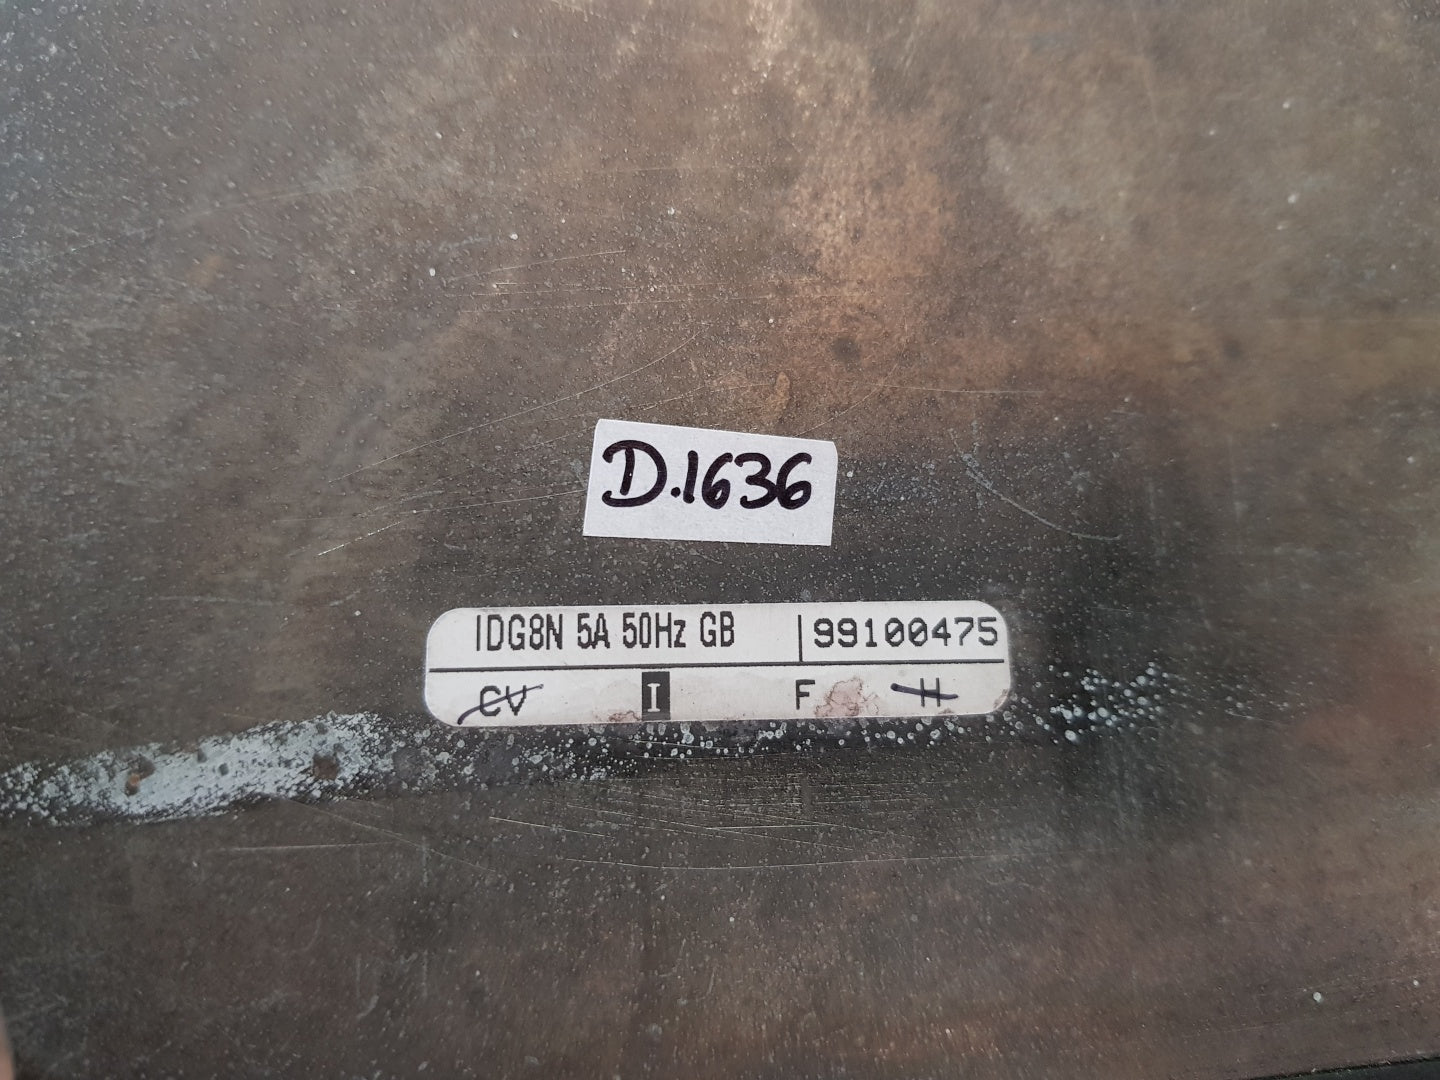 D.1636
IDG8N 5A 50Hz GB 99100475
CV I F H